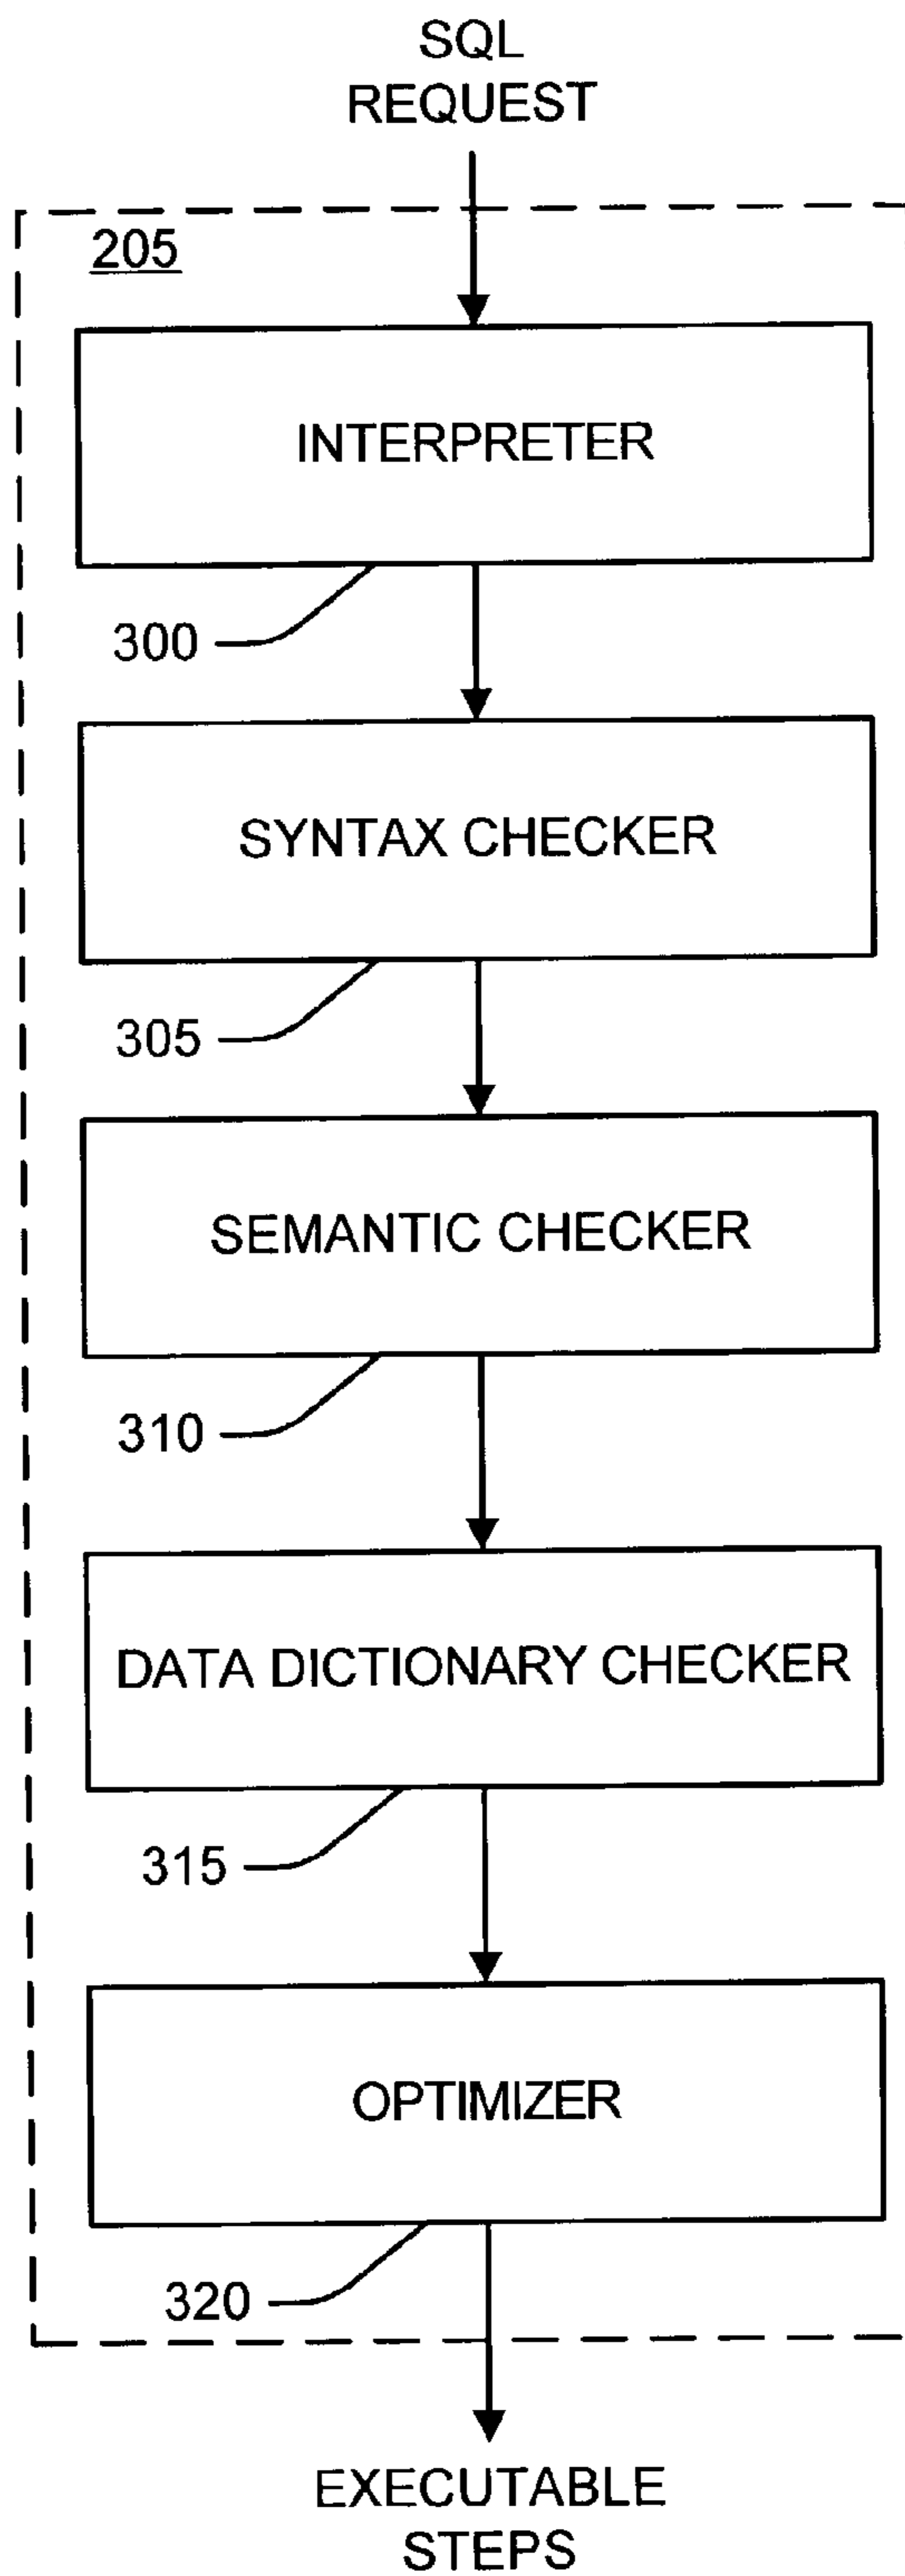 SQL
REQUEST
205
INTERPRETER
300
SYNTAX CHECKER
305
SEMANTIC CHECKER
310
DATA DICTIONARY CHECKER
315
OPTIMIZER
320
EXECUTABLE
STEPS